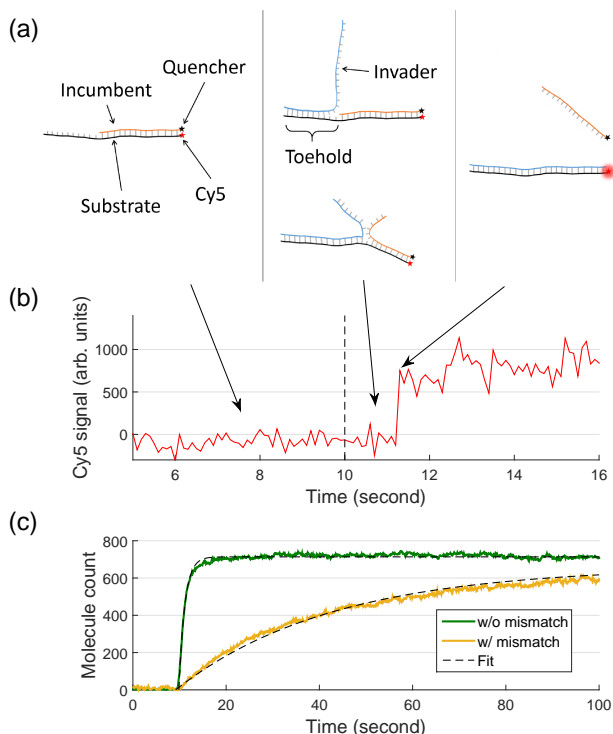 (a)
Quencher
Incumbent
Substrate
Cy5
Invader
Toehold
(b)
Cy5 signal (arb. units)
1000
500
0
6 8 10 12 14 16
Time (second)
(c)
Molecule count
800
600
400
200
0
w/o mismatch
w/ mismatch
Fit
20 40 60 80 100
Time (second)